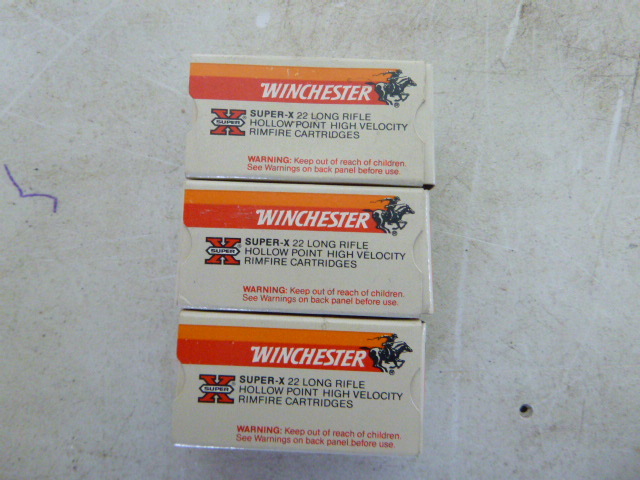 WINCHESTER
®
X
SUPER
SUPER-X 22 LONG RIFLE
HOLLOW POINT HIGH VELOCITY
RIMFIRE CARTRIDGES
WARNING: Keep out of reach of children.
See Warnings on back panel before use.
WINCHESTER
®
X
SUPER
SUPER-X 22 LONG RIFLE
HOLLOW POINT HIGH VELOCITY
RIMFIRE CARTRIDGES
WARNING: Keep out of reach of children.
See Warnings on back panel before use.
WINCHESTER
®
X
SUPER
SUPER-X 22 LONG RIFLE
HOLLOW POINT HIGH VELOCITY
RIMFIRE CARTRIDGES
WARNING: Keep out of reach of children.
See Warnings on back panel before use.